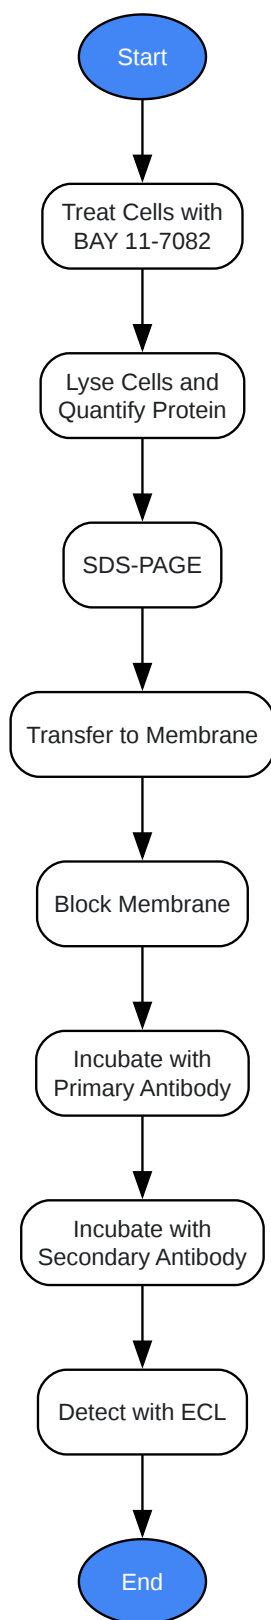 Start
Treat Cells with
BAY 11-7082
Lyse Cells and
Quantify Protein
SDS-PAGE
Transfer to Membrane
Block Membrane
Incubate with
Primary Antibody
Incubate with
Secondary Antibody
Detect with ECL
End